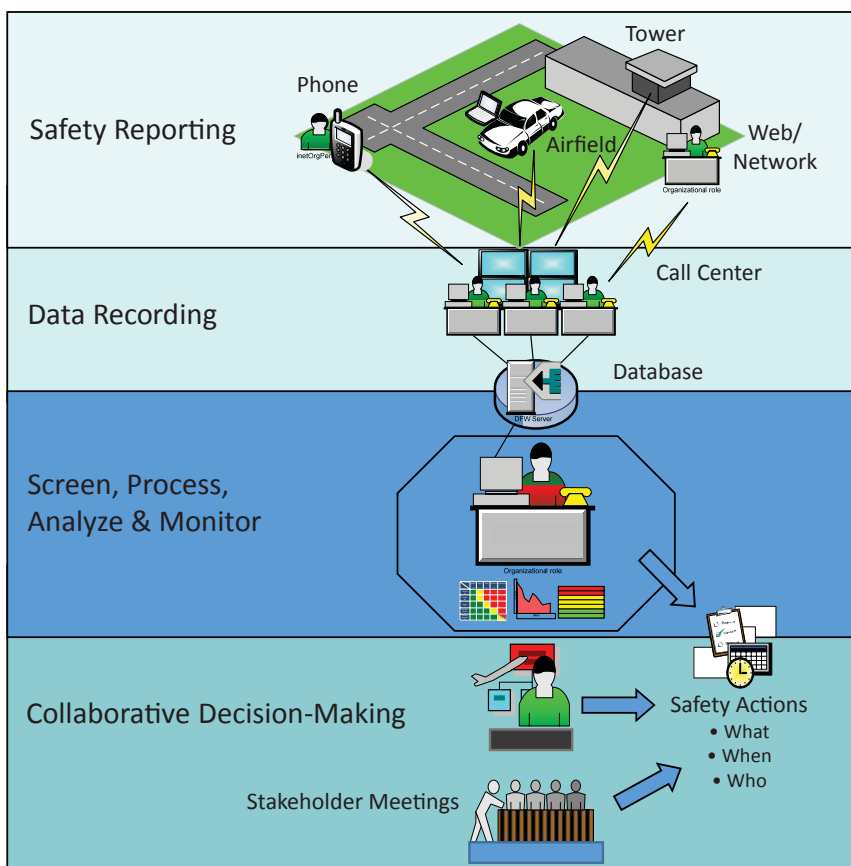 Tower
Phone
Safety Reporting
inetOrgPer
Airfield
Web/
Network
Organizational role
Call Center
Data Recording
Database
DFW Server
Screen, Process,
Analyze & Monitor
Organizational role
Collaborative Decision-Making
Safety Actions
• What
• When
• Who
Stakeholder Meetings